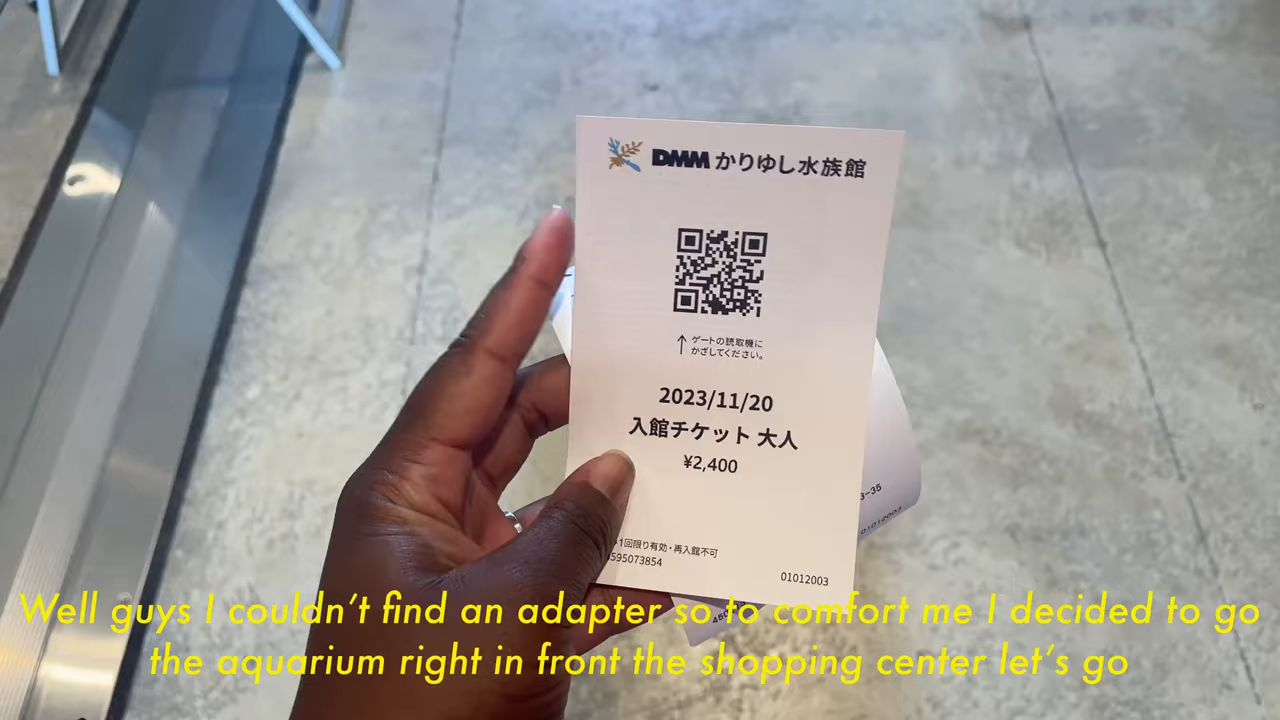 DMM かりゆし水族館
↑ ゲートの読取機に
かざしてください。
2023/11/20
入館チケット 大人
¥2,400
1回限り有効・再入館不可
595073854
01012003
3-35
01012003
Well guys I couldn't find an adapter so to comfort me I decided to go
the aquarium right in front the shopping center let's go